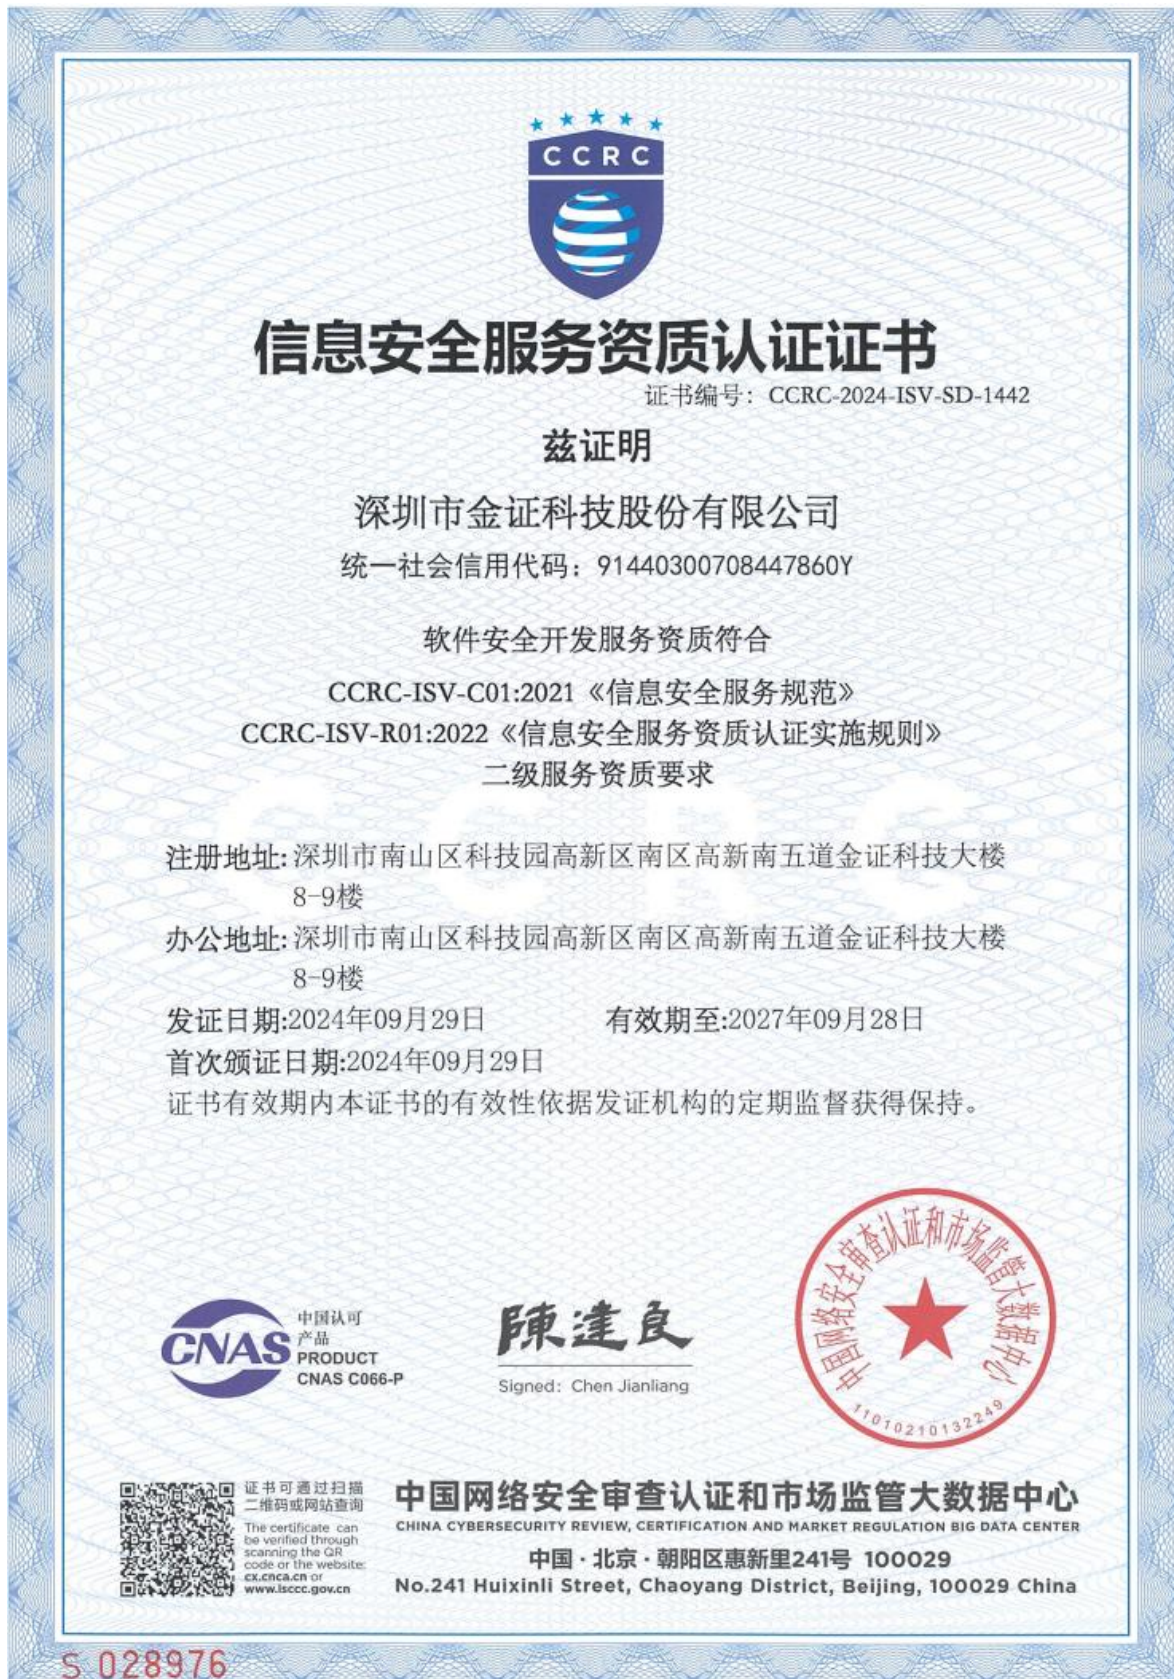 CCRC
信息安全服务资质认证证书
证书编号：CCRC-2024-ISV-SD-1442
兹证明
深圳市金证科技股份有限公司
统一社会信用代码：91440300708447860Y
软件安全开发服务资质符合
CCRC-ISV-C01:2021《信息安全服务规范》
CCRC-ISV-R01:2022《信息安全服务资质认证实施规则》
二级服务资质要求
CCRC
注册地址:深圳市南山区科技园高新区南区高新南五道金证科技大楼
8-9楼
办公地址:深圳市南山区科技园高新区南区高新南五道金证科技大楼
8-9楼
发证日期:2024年09月29日 有效期至:2027年09月28日
首次颁证日期:2024年09月29日
证书有效期内本证书的有效性依据发证机构的定期监督获得保持。
CNAS
中国认可
产品
PRODUCT
CNAS C066-P
陳建良
Signed: Chen Jianliang
中国网络安全审查认证和市场监管大数据中心
11010210132249
证书可通过扫描
二维码或网站查询
The certificate can
be verified through
scanning the QR
code or the website:
cx.cnca.cn or
www.isccc.gov.cn
中国网络安全审查认证和市场监管大数据中心
CHINA CYBERSECURITY REVIEW, CERTIFICATION AND MARKET REGULATION BIG DATA CENTER
中国·北京·朝阳区惠新里241号 100029
No.241 Huixinli Street, Chaoyang District, Beijing, 100029 China
S 028976